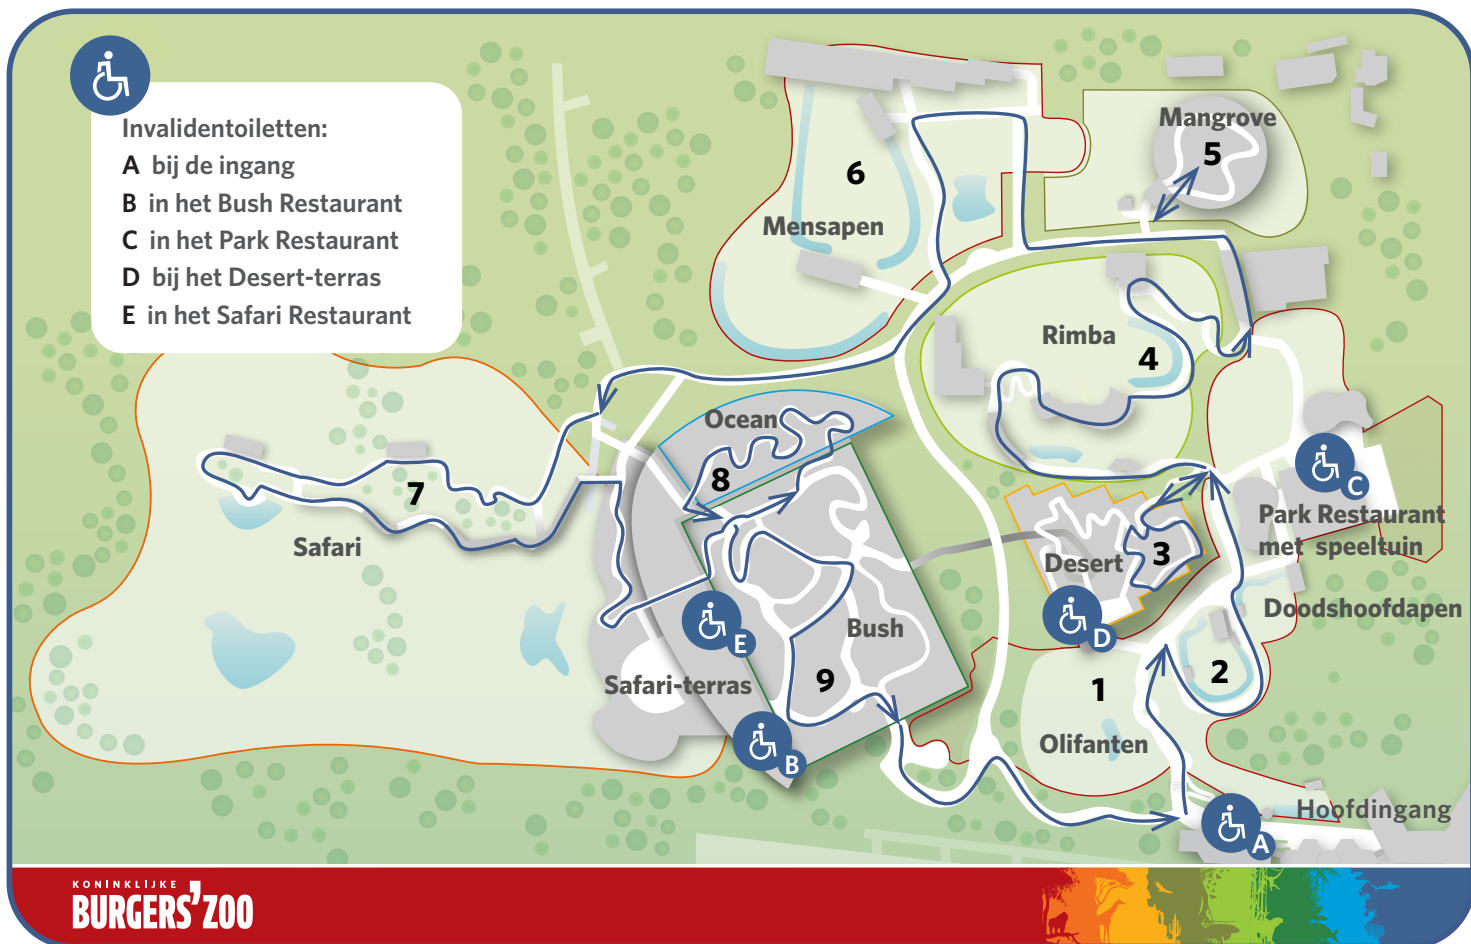 Invalidentoiletten:
A bij de ingang
B in het Bush Restaurant
C in het Park Restaurant
D bij het Desert-terras
E in het Safari Restaurant
Mangrove
5
6
Mensapen
Rimba
4
Ocean
8
7
Safari
C
Park Restaurant
met speeltuin
Desert
3
Doodshoofdapen
D
E
Bush
9
Safari-terras
B
1
2
Olifanten
Hoofdingang
A
KONINKLIJKE
BURGERS'ZOO